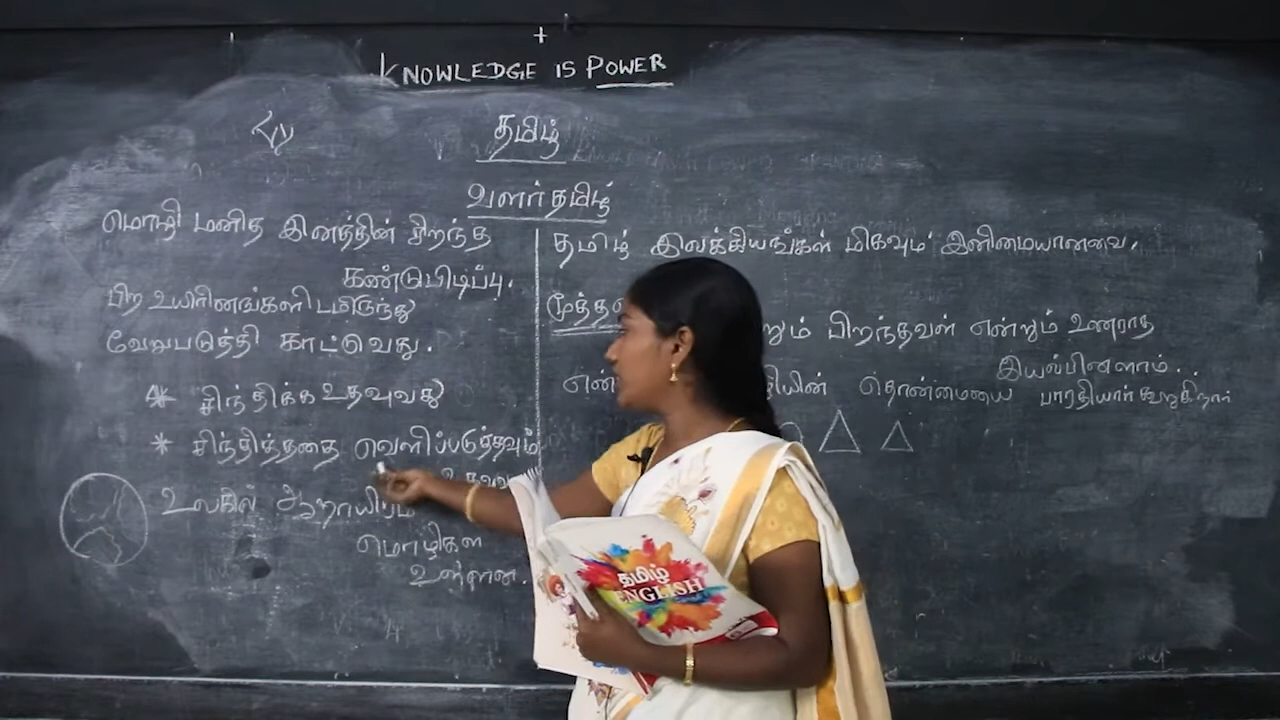 KNOWLEDGE IS POWER
தமிழ்
வளர்தமிழ்
மொழி மனித இனத்தின் சிறந்த
கண்டுபிடிப்பு.
பிற உயிரினங்களிடமிருந்து
வேறுபடுத்தி காட்டுவது.
* சிந்திக்க உதவுவது
* சிந்தித்ததை வெளிப்படுத்தவும்
உலகில் ஆறாயிரம்
மொழிகள்
உள்ளன.
தமிழ் இலக்கியங்கள் மிகவும் இனிமையானவை.
பிறந்தவள் என்றும் உணராத
இயல்பினளாம்..
தொன்மையை பாரதியார் கூறுகிறார்
தமிழ்
ENGLISH